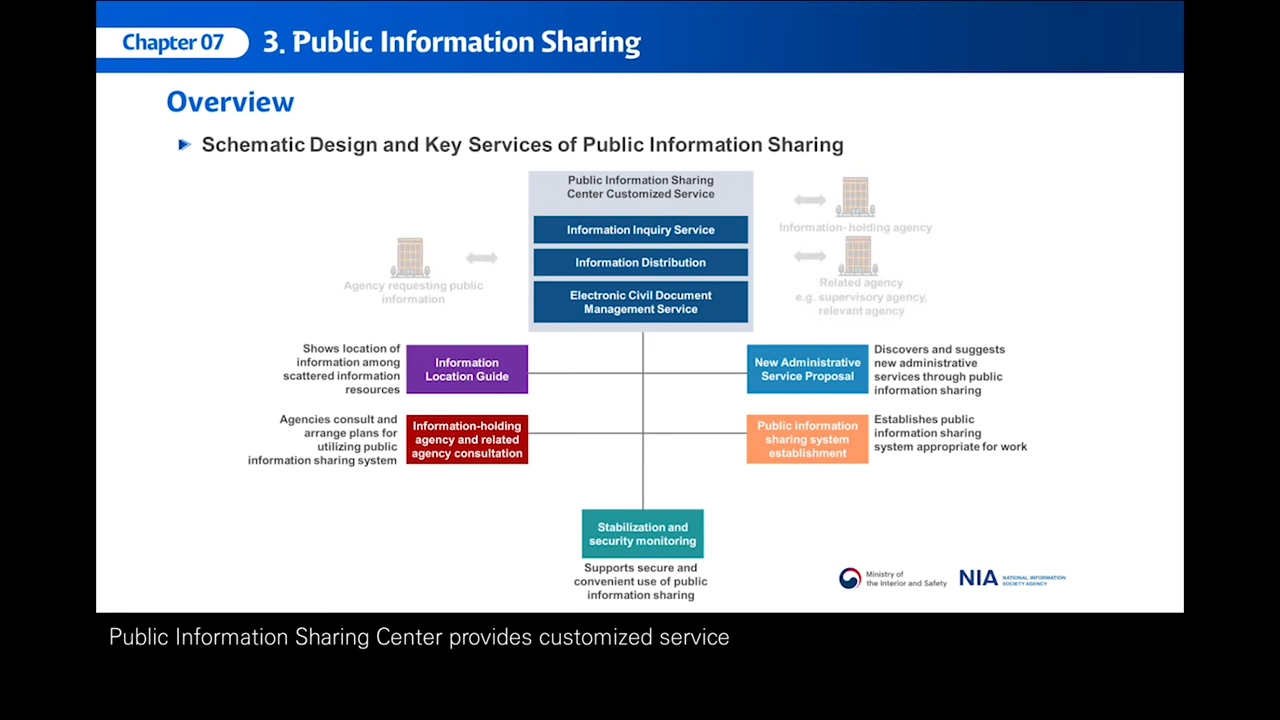 Chapter 07
3. Public Information Sharing
Overview
Schematic Design and Key Services of Public Information Sharing
Public Information Sharing
Center Customized Service
Information Inquiry Service
Information Distribution
Electronic Civil Document
Management Service
Agency requesting public
information
Information- holding agency
Related agency
e.g. supervisory agency,
relevant agency
Shows location of
information among
scattered information
resources
Information
Location Guide
New Administrative
Service Proposal
Discovers and suggests
new administrative
services through public
information sharing
Agencies consult and
arrange plans for
utilizing public
information sharing system
Information-holding
agency and related
agency consultation
Public information
sharing system
establishment
Establishes public
information sharing
system appropriate for work
Stabilization and
security monitoring
Supports secure and
convenient use of public
information sharing
Ministry of
the Interior and Safety
NIA
NATIONAL INFORMATION
SOCIETY AGENCY
Public Information Sharing Center provides customized service